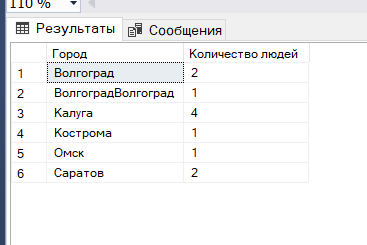 110 %
Результаты Сообщения
Город Количество людей
1 Волгоград 2
2 ВолгоградВолгоград 1
3 Калуга 4
4 Кострома 1
5 Омск 1
6 Саратов 2